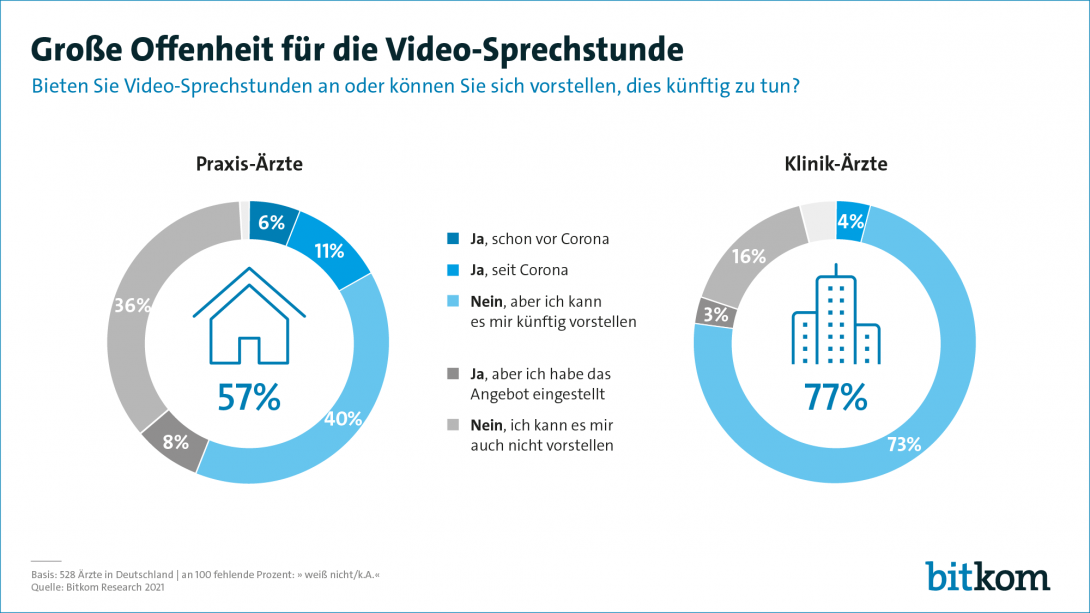 Große Offenheit für die Video-Sprechstunde
Bieten Sie Video-Sprechstunden an oder können Sie sich vorstellen, dies künftig zu tun?
Praxis-Ärzte
6%
11%
40%
8%
36%
57%
Ja, schon vor Corona
Ja, seit Corona
Nein, aber ich kann
es mir künftig vorstellen
Ja, aber ich habe das
Angebot eingestellt
Nein, ich kann es mir
auch nicht vorstellen
Klinik-Ärzte
4%
73%
3%
16%
77%
Basis: 528 Ärzte in Deutschland | an 100 fehlende Prozent: » weiß nicht/k.A.«
Quelle: Bitkom Research 2021
bitkom